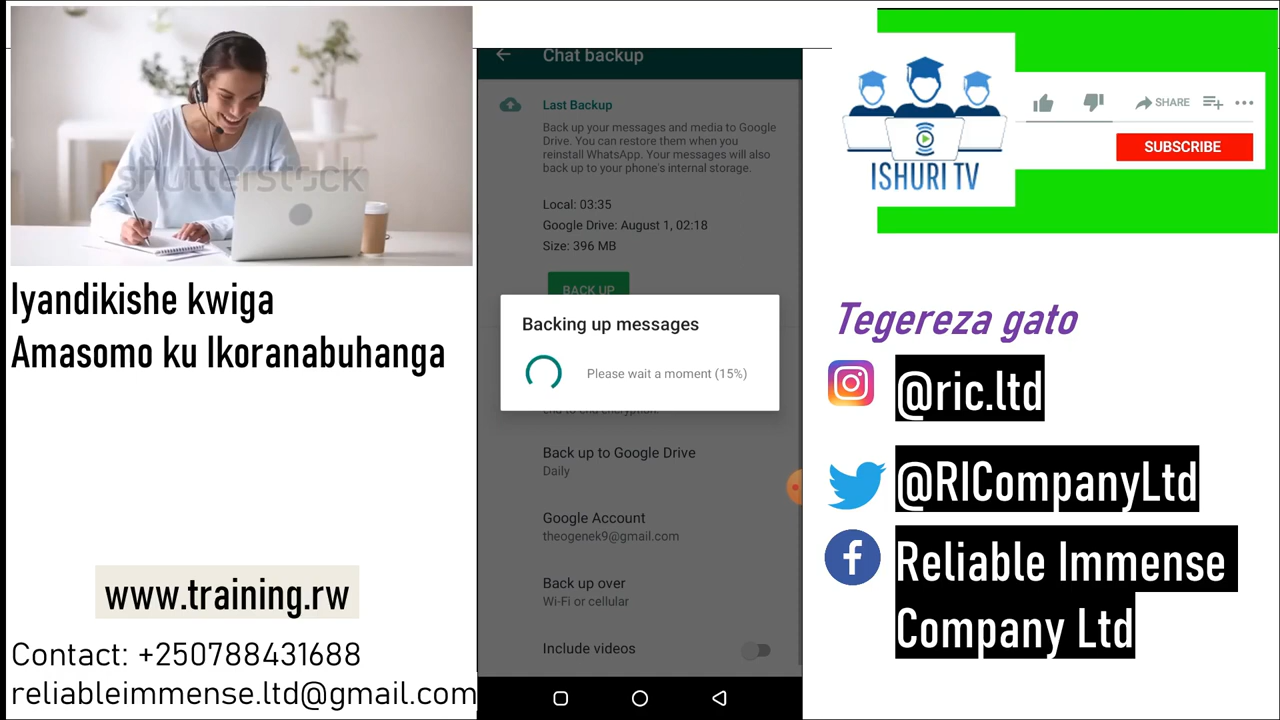 shutterstock
Iyandikishe kwiga
Amasomo ku Ikoranabuhanga
www.training.rw
Contact: +250788431688
reliableimmense.ltd@gmail.com
Chat backup
Last Backup
Back up your messages and media to Google
Drive. You can restore them when you
reinstall WhatsApp. Your messages will also
back up to your phone's internal storage.
Local: 03:35
Google Drive: August 1, 02:18
Size: 396 MB
BACK UP
Backing up messages
Please wait a moment (15%)
end-to-end encryption.
Back up to Google Drive
Daily
Google Account
theogenek9@gmail.com
Back up over
Wi-Fi or cellular
Include videos
ISHURI TV
SHARE
SUBSCRIBE
Tegereza gato
@ric.ltd
@RICompanyLtd
Reliable Immense
Company Ltd